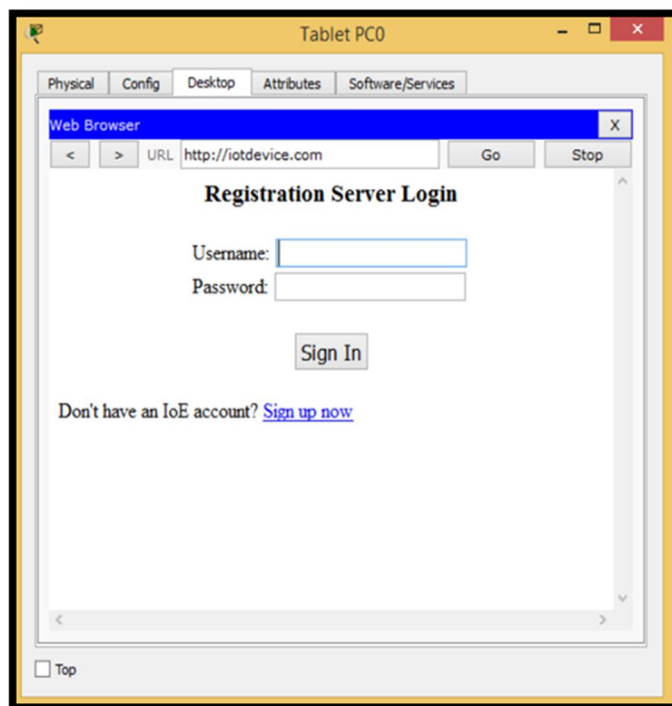 Tablet PC0
Physical Config Desktop Attributes Software/Services
Web Browser X
< > URL http://iotdevice.com Go Stop
Registration Server Login
Username:
Password:
Sign In
Don't have an IoE account? Sign up now
Top